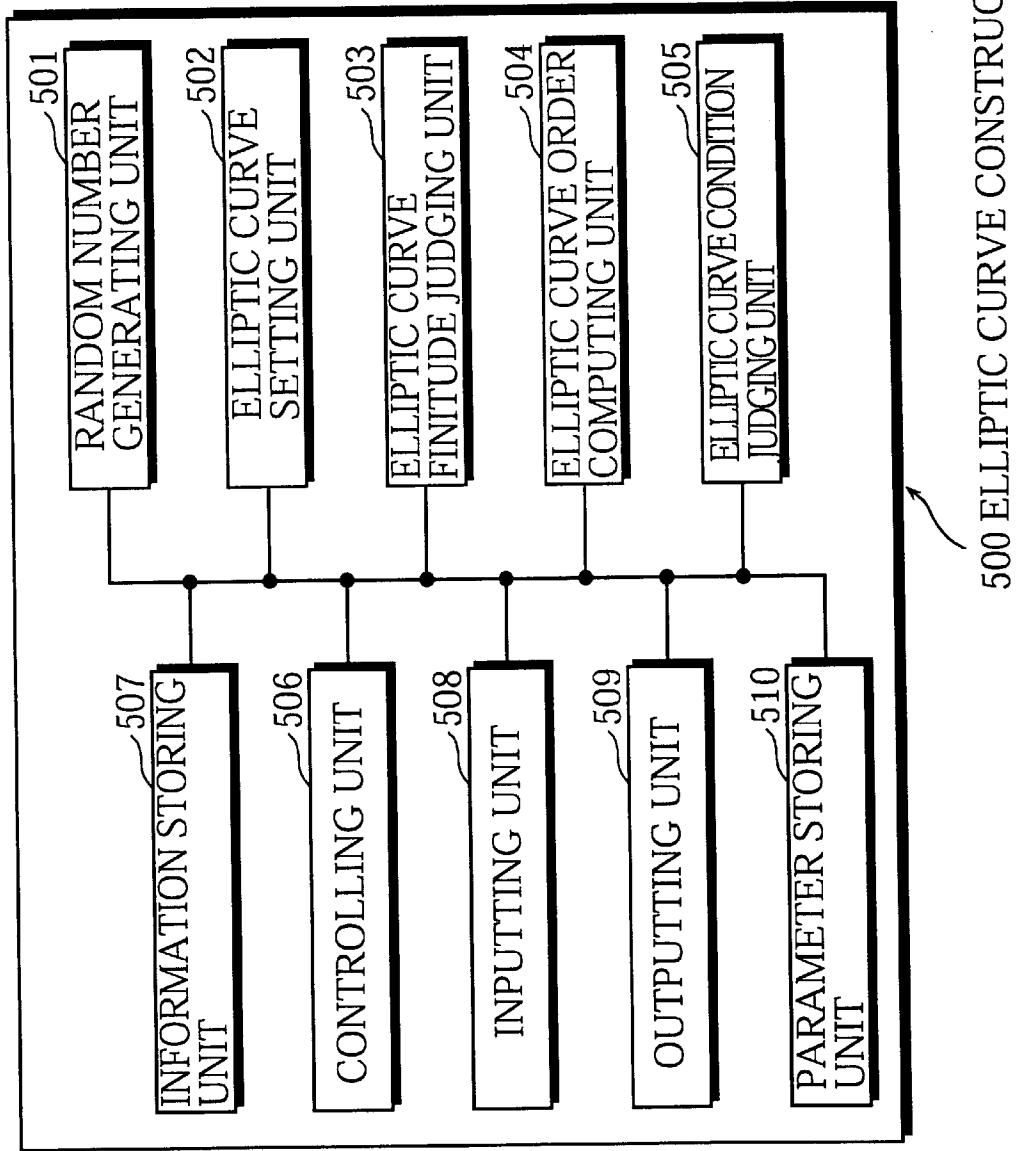 507
INFORMATION STORING
UNIT
506
CONTROLLING UNIT
508
INPUTTING UNIT
509
OUTPUTTING UNIT
510
PARAMETER STORING
UNIT
501
RANDOM NUMBER
GENERATING UNIT
502
ELLIPTIC CURVE
SETTING UNIT
503
ELLIPTIC CURVE
FINITUDE JUDGING UNIT
504
ELLIPTIC CURVE ORDER
COMPUTING UNIT
505
ELLIPTIC CURVE CONDITION
JUDGING UNIT
500 ELLIPTIC CURVE CONSTRUC